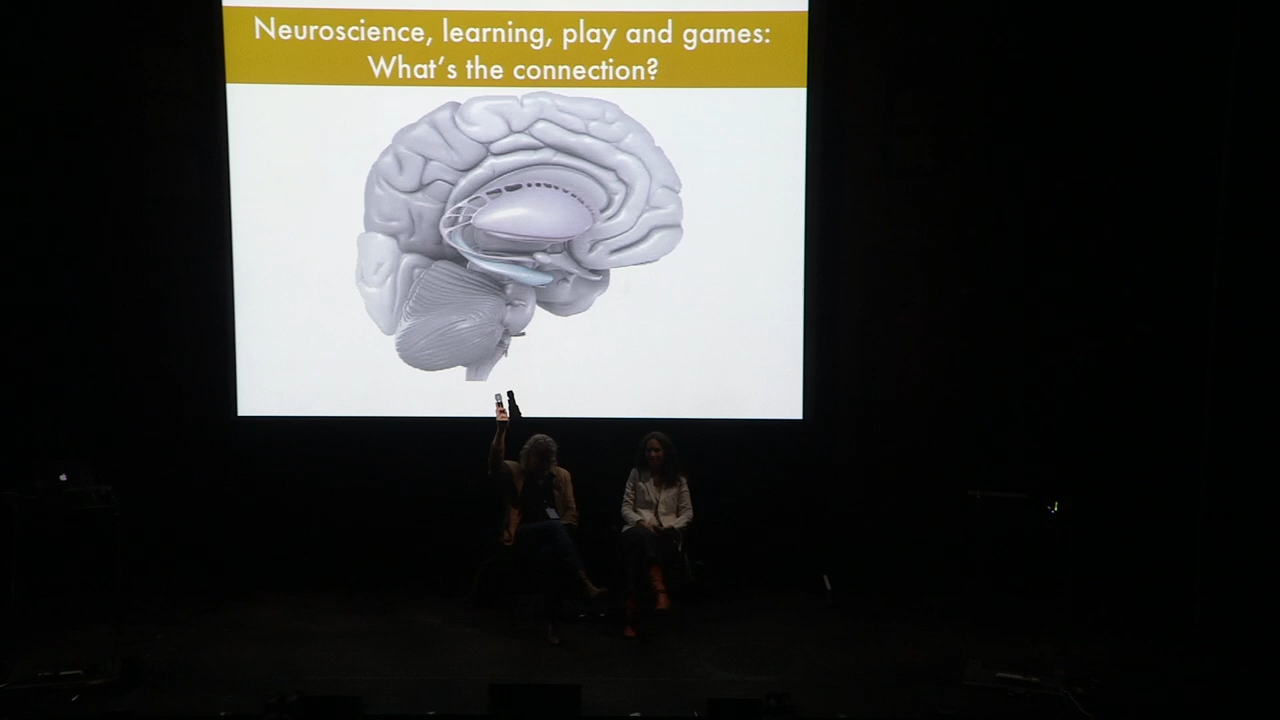 Neuroscience, learning, play and games:
What's the connection?